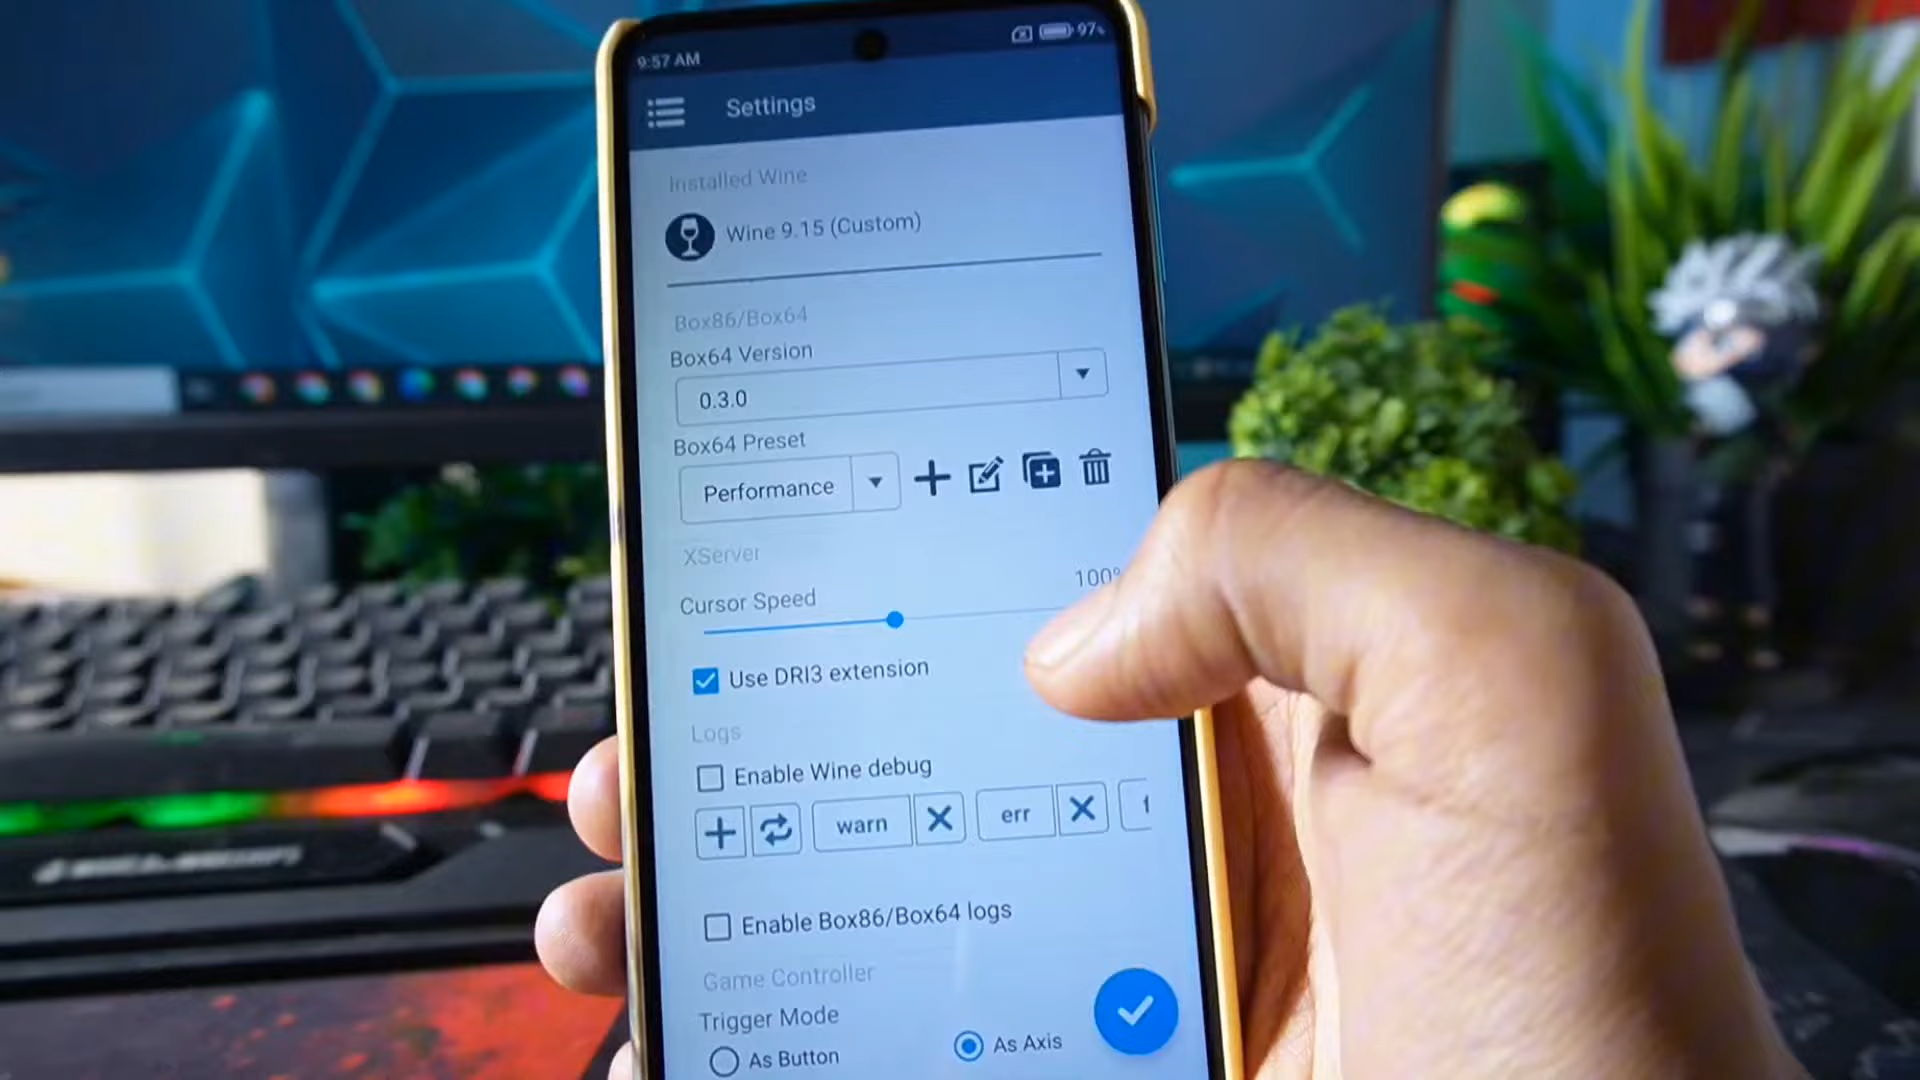 9:57 AM
97%
Settings
Installed Wine
Wine 9.15 (Custom)
Box86/Box64
Box64 Version
0.3.0
Box64 Preset
Performance
XServer
Cursor Speed
100%
Use DRI3 extension
Logs
Enable Wine debug
warn
err
Enable Box86/Box64 logs
Game Controller
Trigger Mode
As Button
As Axis